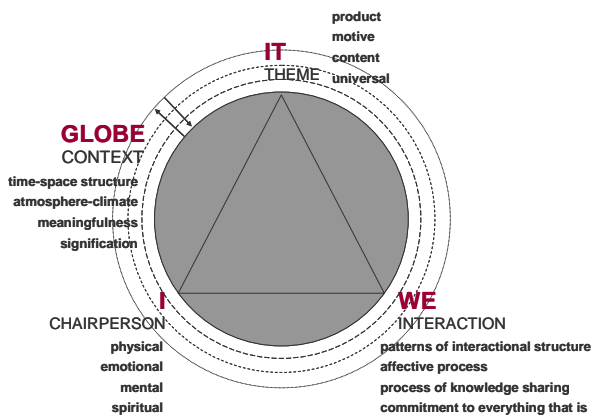 product
motive
content
universal
IT
THEME
GLOBE
CONTEXT
time-space structure
atmosphere-climate
meaningfulness
signification
I
CHAIRPERSON
physical
emotional
mental
spiritual
WE
INTERACTION
patterns of interactional structure
affective process
process of knowledge sharing
commitment to everything that is